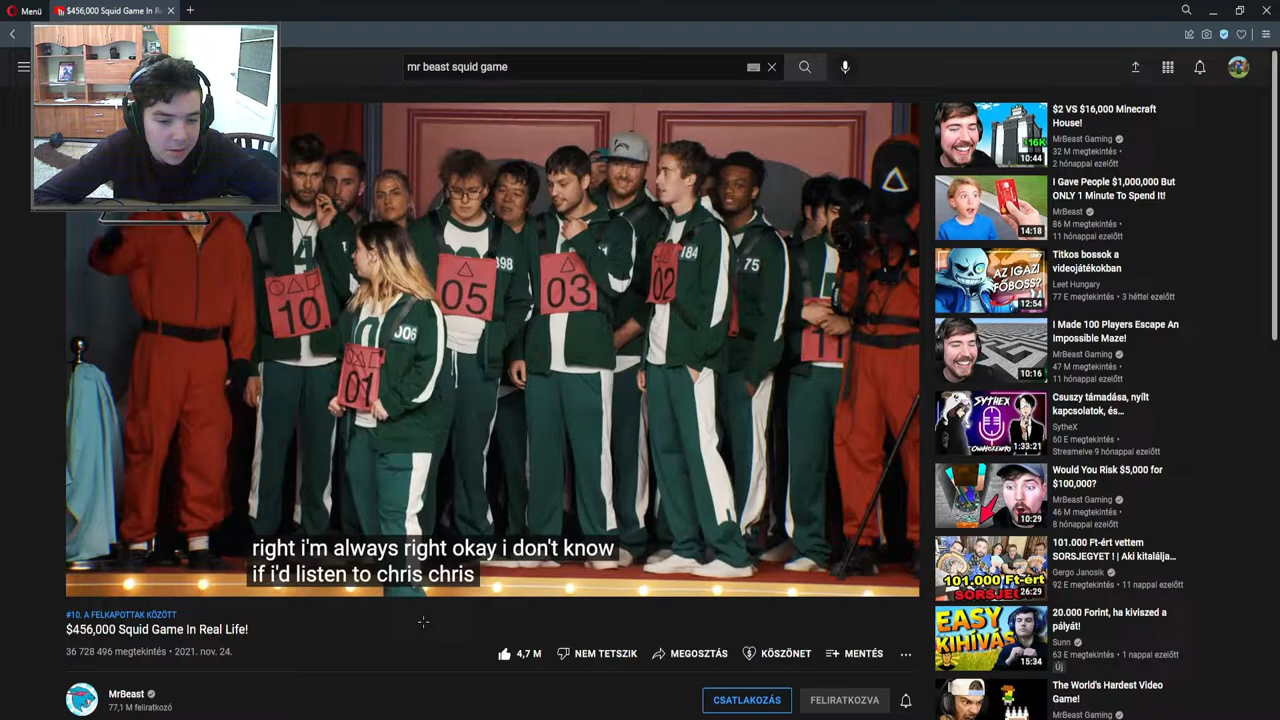 Menü
$456,000 Squid Game In R
mr beast squid game
10
01
006
05
098
03
02
184
75
11
right i'm always right okay i don't know
if i'd listen to chris chris
#10. A FELKAPOTTAK KÖZÖTT
$456,000 Squid Game In Real Life!
36 728 496 megtekintés • 2021. nov. 24.
4,7 M
NEM TETSZIK
MEGOSZTÁS
KÖSZÖNET
MENTÉS
MrBeast
77,1 M feliratkozó
CSATLAKOZÁS
FELIRATKOZVA
$16K
10:44
$2 VS $16,000 Minecraft
House!
MrBeast Gaming
32 M megtekintés •
2 hónappal ezelőtt
14:18
I Gave People $1,000,000 But
ONLY 1 Minute To Spend It!
MrBeast
86 M megtekintés •
11 hónappal ezelőtt
AZ IGAZI
FŐBOSS?
12:54
Titkos bossok a
videojátékokban
Leet Hungary
77 E megtekintés • 3 héttel ezelőtt
10:16
I Made 100 Players Escape An
Impossible Maze!
MrBeast Gaming
47 M megtekintés •
11 hónappal ezelőtt
SYTHEX
1:33:21
Csuszy támadása, nyílt
kapcsolatok, és...
SytheX
60 E megtekintés •
Streamelve 9 hónappal ezelőtt
10:29
Would You Risk $5,000 for
$100,000?
MrBeast Gaming
46 M megtekintés •
8 hónappal ezelőtt
101.000 Ft-ért
SORSJE
26:29
101.000 Ft-ért vettem
SORSJEGYET ! | Aki kitalálja...
Gergo Janosik
92 E megtekintés • 11 nappal ezelőtt
EASY
KIHÍVÁS
15:34
20.000 Forint, ha kiviszed a
pályát!
Sunn
63 E megtekintés • 1 nappal ezelőtt
Új
The World's Hardest Video
Game!
MrBeast Gaming